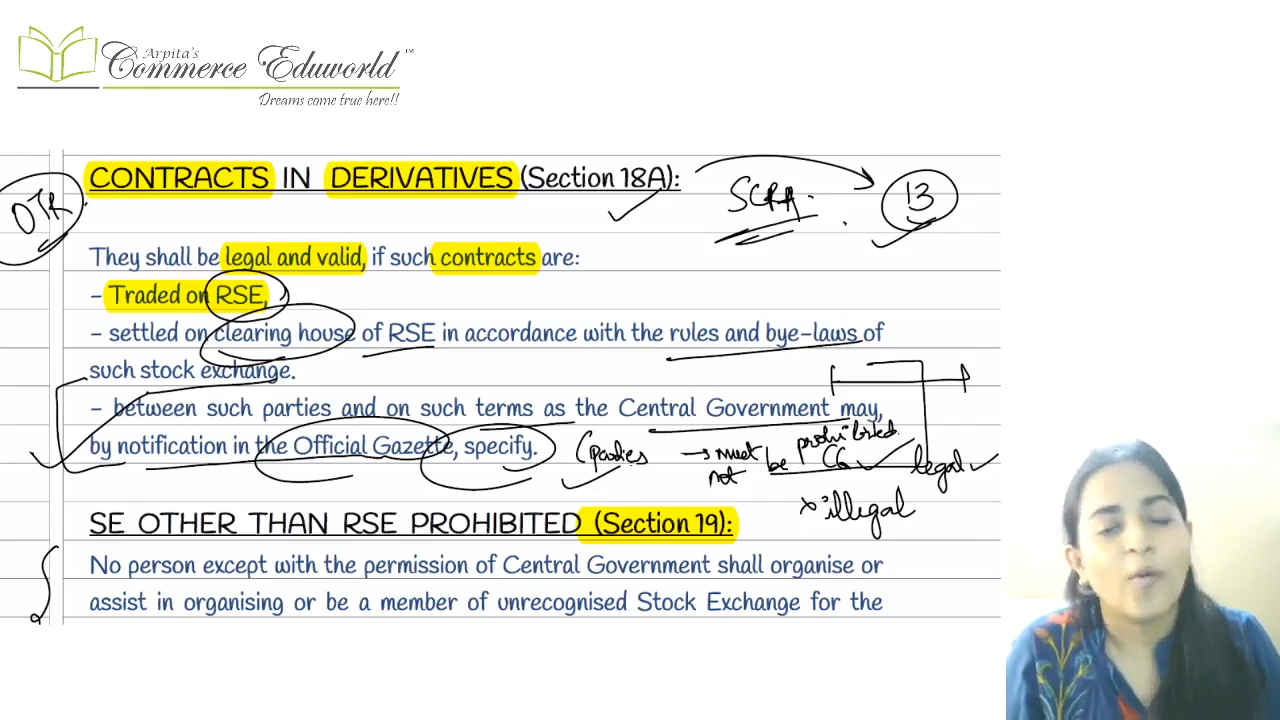 Arpita's
Commerce Eduworld™
Dreams come true here!!
CONTRACTS IN DERIVATIVES (Section 18A):
SCRA
13
They shall be legal and valid, if such contracts are:
- Traded on RSE,
- settled on clearing house of RSE in accordance with the rules and bye-laws of
such stock exchange.
- between such parties and on such terms as the Central Government may,
by notification in the Official Gazette, specify.
(parties → must not be prohibited CG legal
x illegal
SE OTHER THAN RSE PROHIBITED (Section 19):
No person except with the permission of Central Government shall organise or
assist in organising or be a member of unrecognised Stock Exchange for the